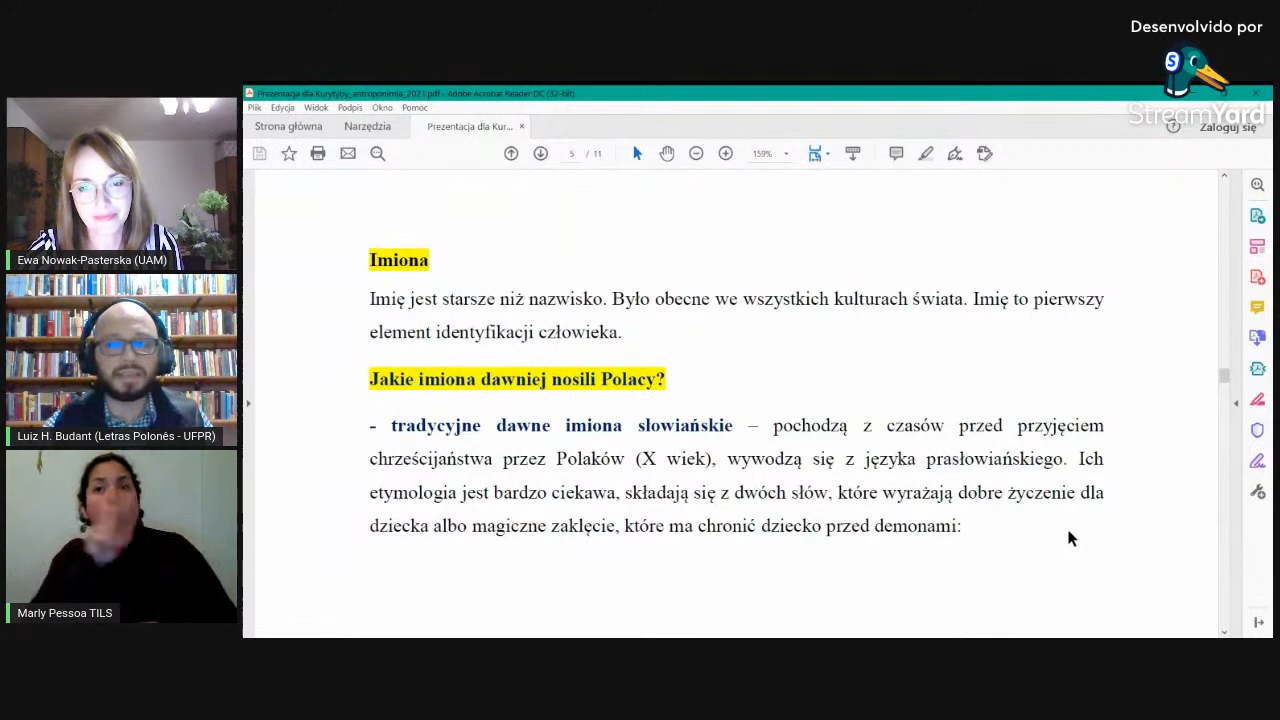 Desenvolvido por
StreamYard
Prezentacja dla Kurytyby_antroponimia_2021.pdf - Adobe Acrobat Reader DC (32-bit)
Plik Edycja Widok Podpis Okno Pomoc
Strona główna Narzędzia Prezentacja dla Kur... × Zaloguj się
5 / 11 159%
Imiona
Imię jest starsze niż nazwisko. Było obecne we wszystkich kulturach świata. Imię to pierwszy
element identyfikacji człowieka.
Jakie imiona dawniej nosili Polacy?
- tradycyjne dawne imiona słowiańskie – pochodzą z czasów przed przyjęciem
chrześcijaństwa przez Polaków (X wiek), wywodzą się z języka prasłowiańskiego. Ich
etymologia jest bardzo ciekawa, składają się z dwóch słów, które wyrażają dobre życzenie dla
dziecka albo magiczne zaklęcie, które ma chronić dziecko przed demonami:
Ewa Nowak-Pasterska (UAM)
Luiz H. Budant (Letras Polonês - UFPR)
Marly Pessoa TILS